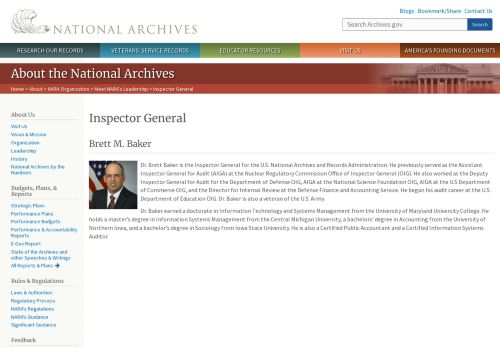 Blogs · Bookmark/Share · Contact Us
NATIONAL ARCHIVES
Search Archives.gov
Search
RESEARCH OUR RECORDS
VETERANS' SERVICE RECORDS
EDUCATOR RESOURCES
VISIT US
AMERICA'S FOUNDING DOCUMENTS
About the National Archives
Home > About > NARA Organization > Meet NARA's Leadership > Inspector General
About Us
Visit Us
Vision & Mission
Organization
Leadership
History
National Archives by the
Numbers
Budgets, Plans, &
Reports
Strategic Plans
Performance Plans
Performance Budgets
Performance & Accountability
Reports
E-Gov Report
State of the Archives and
other Speeches & Writings
All Reports & Plans
Rules & Regulations
Laws & Authorities
Regulatory Process
NARA's Regulations
NARA's Guidance
Significant Guidance
Feedback
Inspector General
Brett M. Baker
Dr. Brett Baker is the Inspector General for the U.S. National Archives and Records Administration. He previously served as the Assistant
Inspector General for Audit (AIGA) at the Nuclear Regulatory Commission Office of Inspector General (OIG). He also worked as the Deputy
Inspector General for Audit for the Department of Defense OIG, AIGA at the National Science Foundation OIG, AIGA at the U.S Department
of Commerce OIG, and the Director for Internal Review at the Defense Finance and Accounting Service. He began his audit career at the U.S.
Department of Education OIG. Dr. Baker is also a veteran of the U.S. Army.
Dr. Baker earned a doctorate in Information Technology and Systems Management from the University of Maryland University College. He
holds a master's degree in Information Systems Management from the Central Michigan University, a bachelors' degree in Accounting from the University of
Northern Iowa, and a bachelor's degree in Sociology from Iowa State University. He is also a Certified Public Accountant and a Certified Information Systems
Auditor.